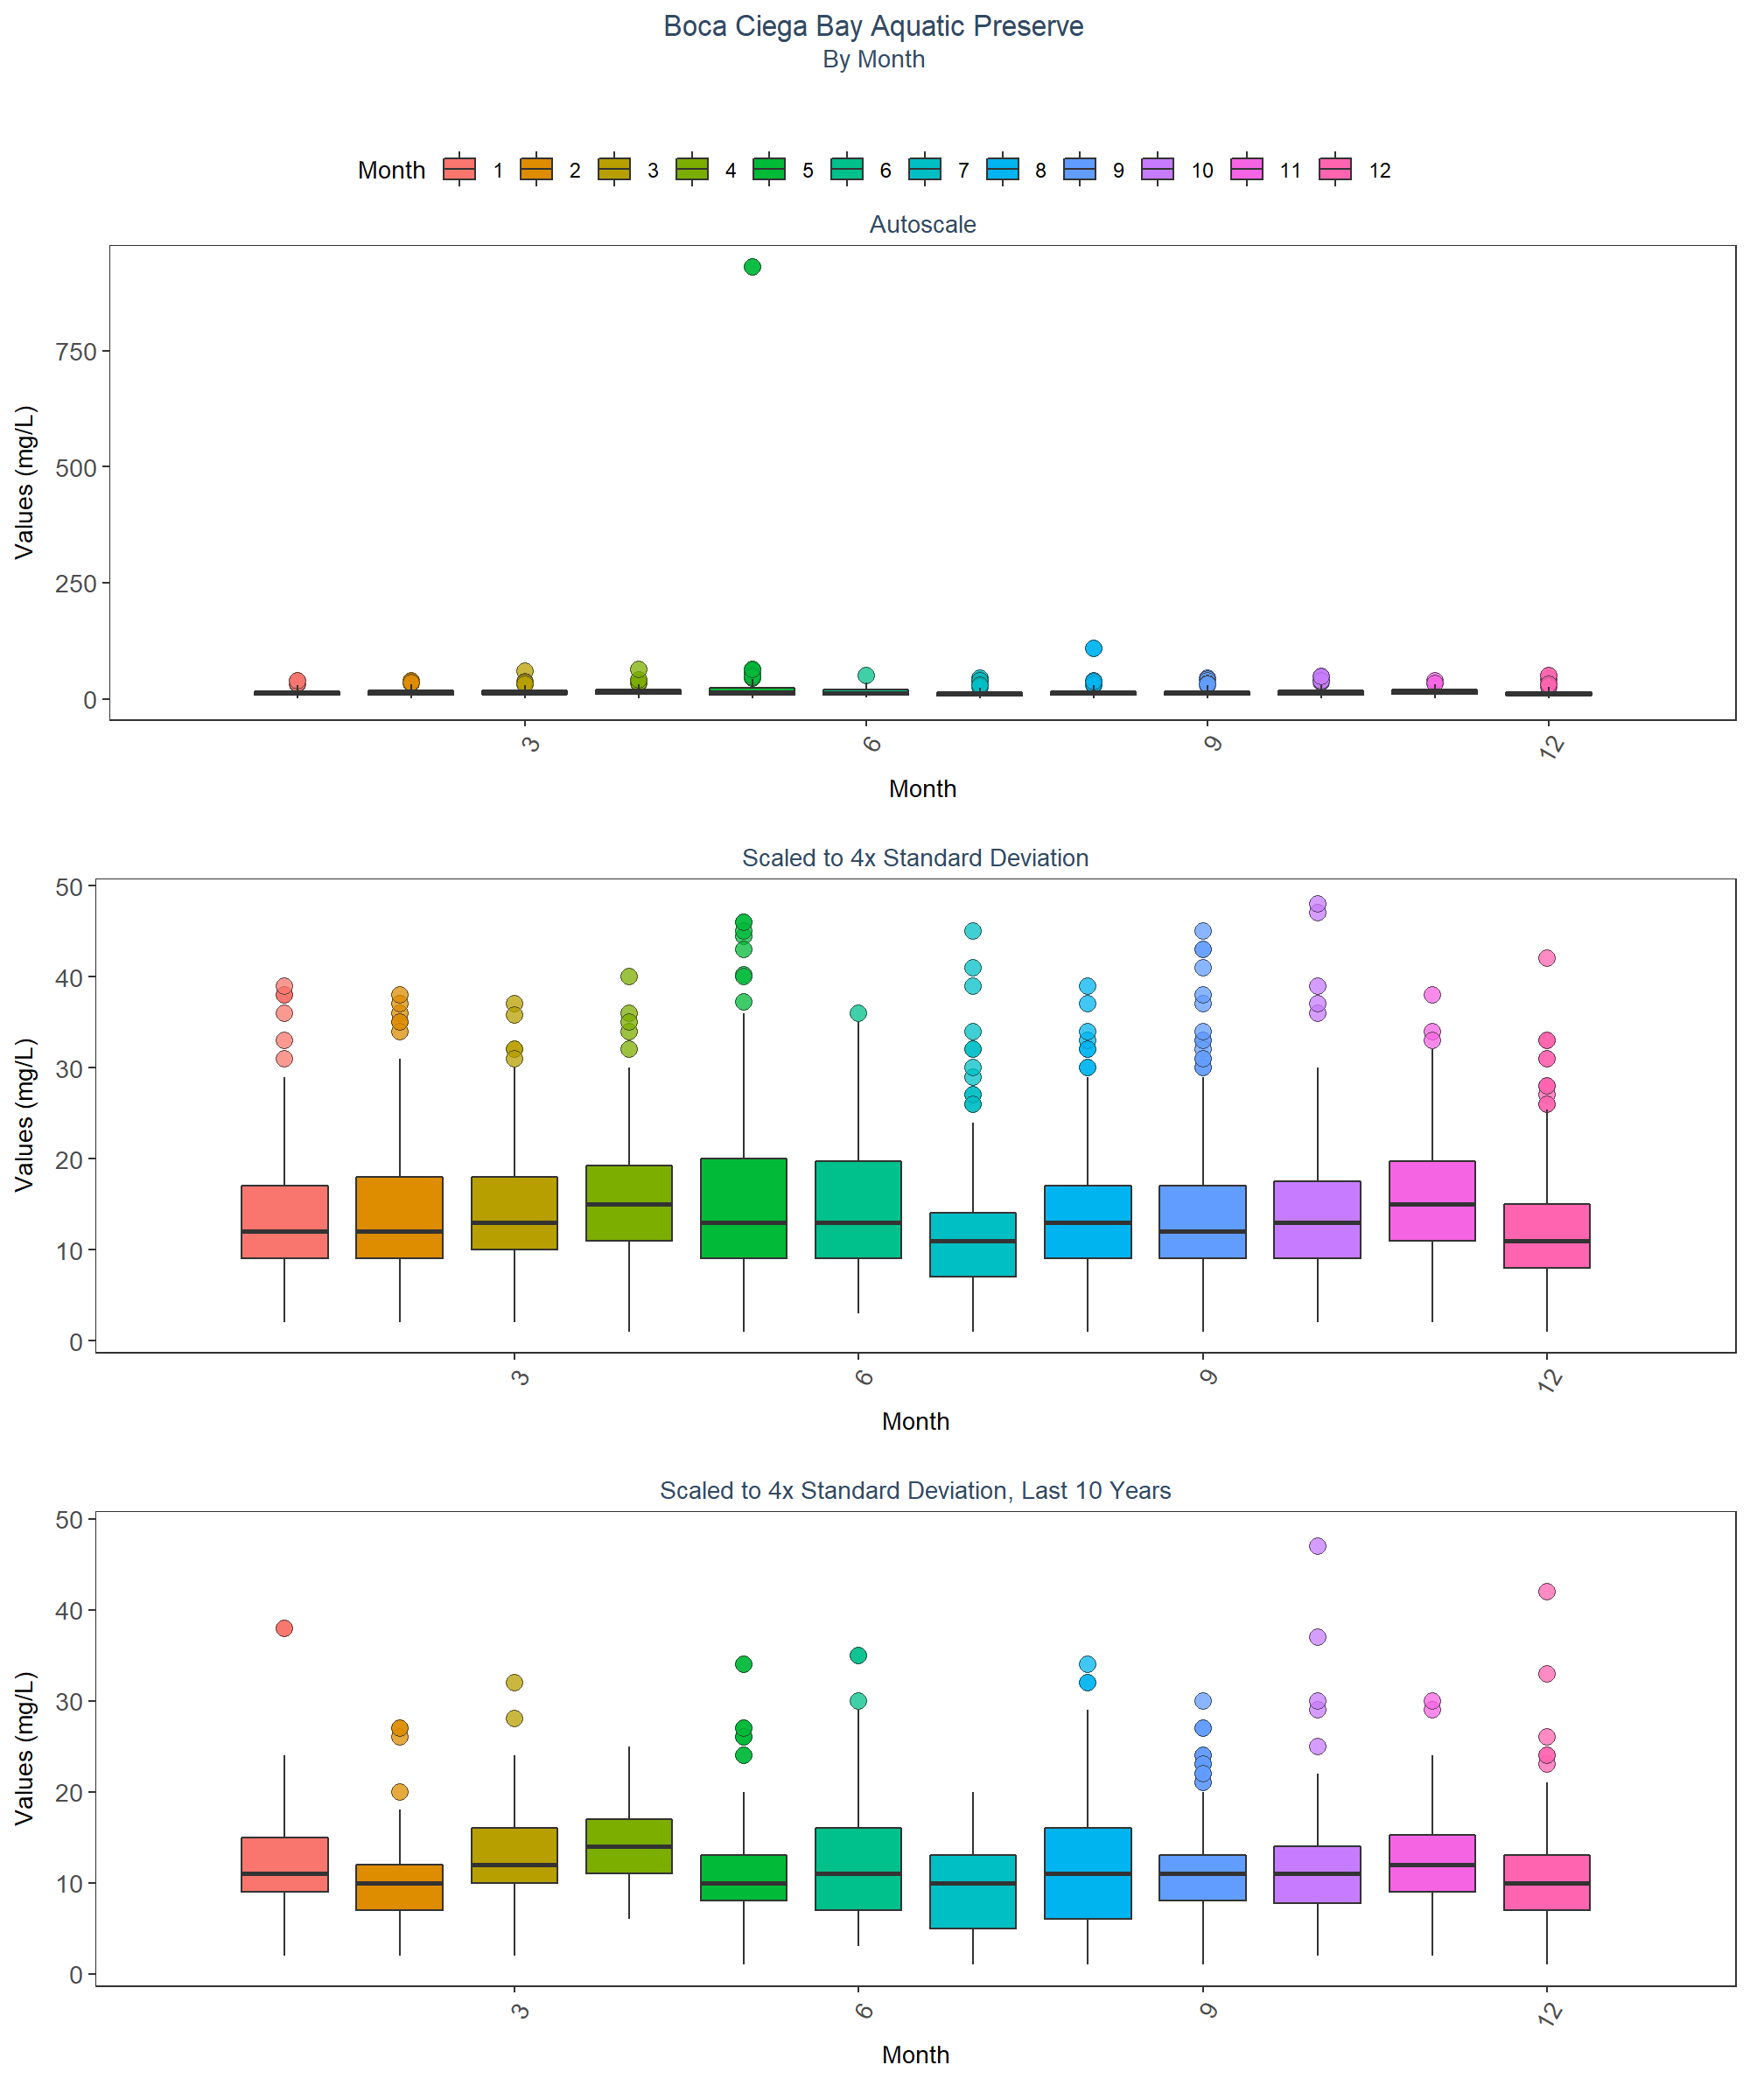 Boca Ciega Bay Aquatic Preserve
By Month
Month 1 2 3 4 5 6 7 8 9 10 11 12
Autoscale
Values (mg/L)
750
500
250
0
3 6 9 12
Month
Scaled to 4x Standard Deviation
Values (mg/L)
50
40
30
20
10
0
3 6 9 12
Month
Scaled to 4x Standard Deviation, Last 10 Years
Values (mg/L)
50
40
30
20
10
0
3 6 9 12
Month